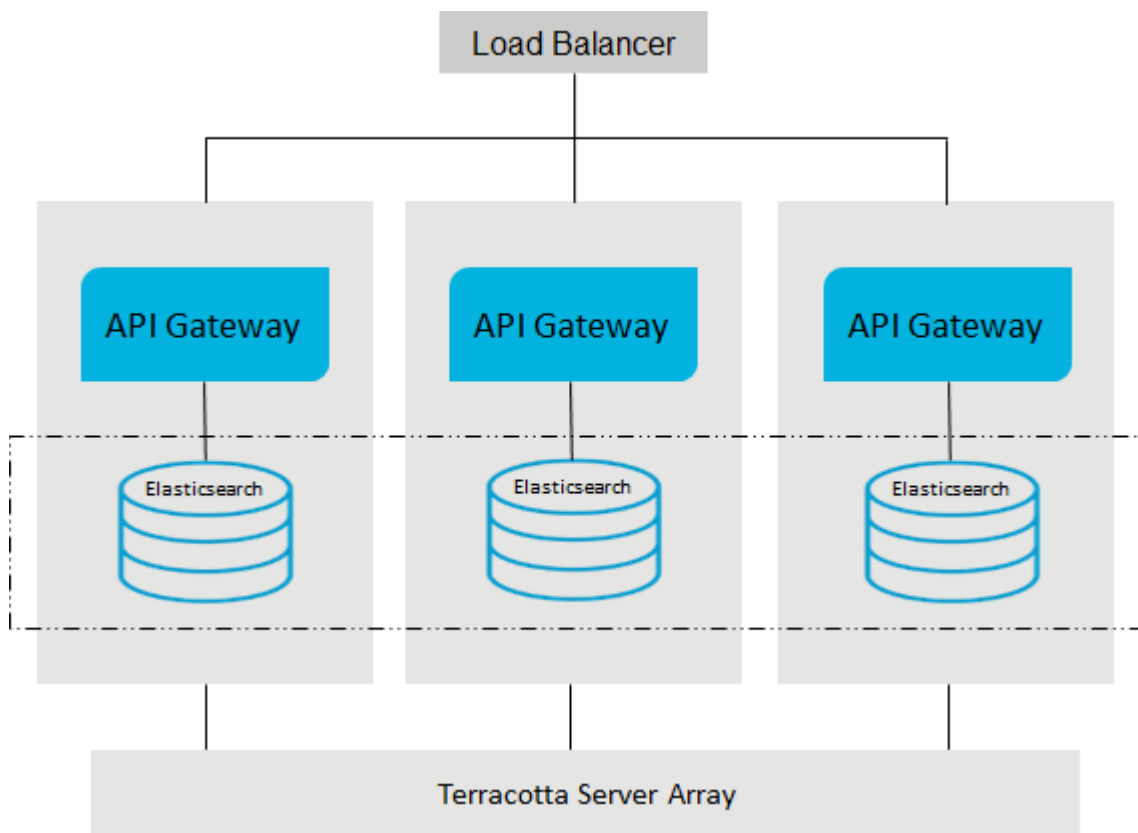 Load Balancer
API Gateway
API Gateway
API Gateway
Elasticsearch
Elasticsearch
Elasticsearch
Terracotta Server Array